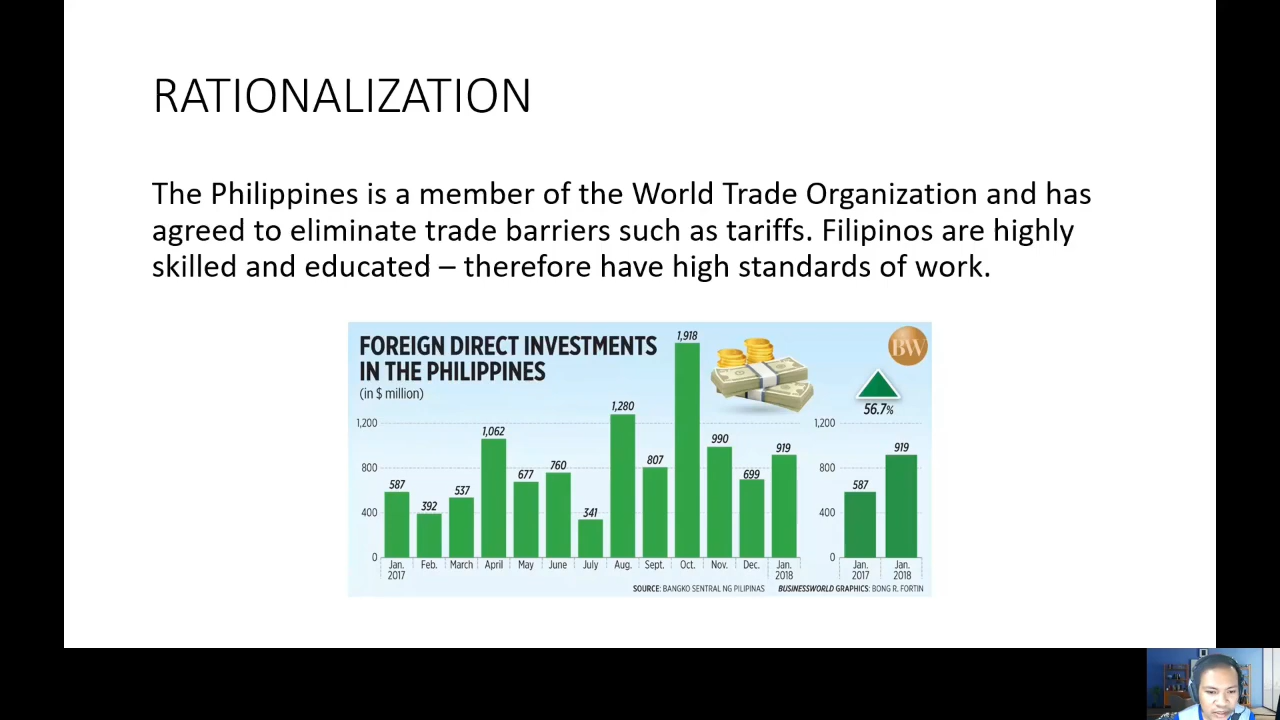 RATIONALIZATION
The Philippines is a member of the World Trade Organization and has
agreed to eliminate trade barriers such as tariffs. Filipinos are highly
skilled and educated – therefore have high standards of work.
FOREIGN DIRECT INVESTMENTS
IN THE PHILIPPINES
(in $ million)
BW
56.7%
1,200
800
400
0
587
392
537
1,062
677
760
341
1,280
807
1,918
990
699
919
Jan.
2017
Feb.
March
April
May
June
July
Aug.
Sept.
Oct.
Nov.
Dec.
Jan.
2018
1,200
800
400
0
587
919
Jan.
2017
Jan.
2018
SOURCE: BANGKO SENTRAL NG PILIPINAS
BUSINESSWORLD GRAPHICS: BONG R. FORTIN